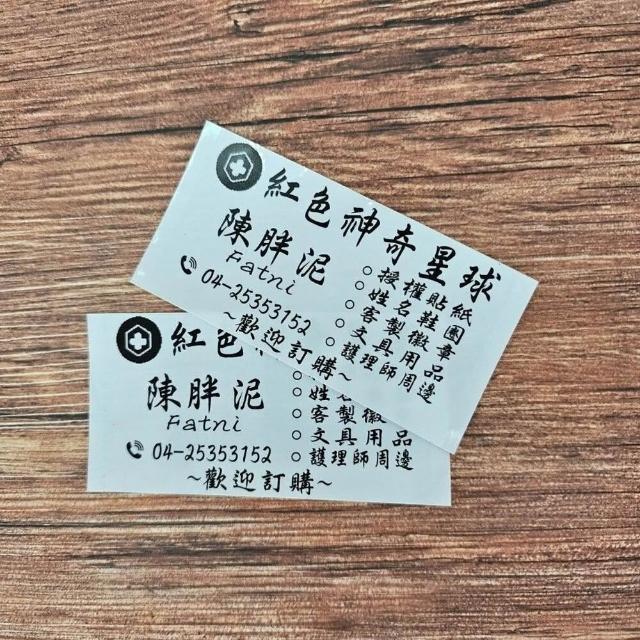 紅色神奇星球
陳胖泥
Fatni
04-25353152
~歡迎訂購~
○授權貼紙
○姓名鞋圈
○客製徽章
○文具用品
○護理師周邊
紅色
陳胖泥
Fatni
04-25353152
~歡迎訂購~
○姓
○客製徽
○文具用品
○護理師周邊